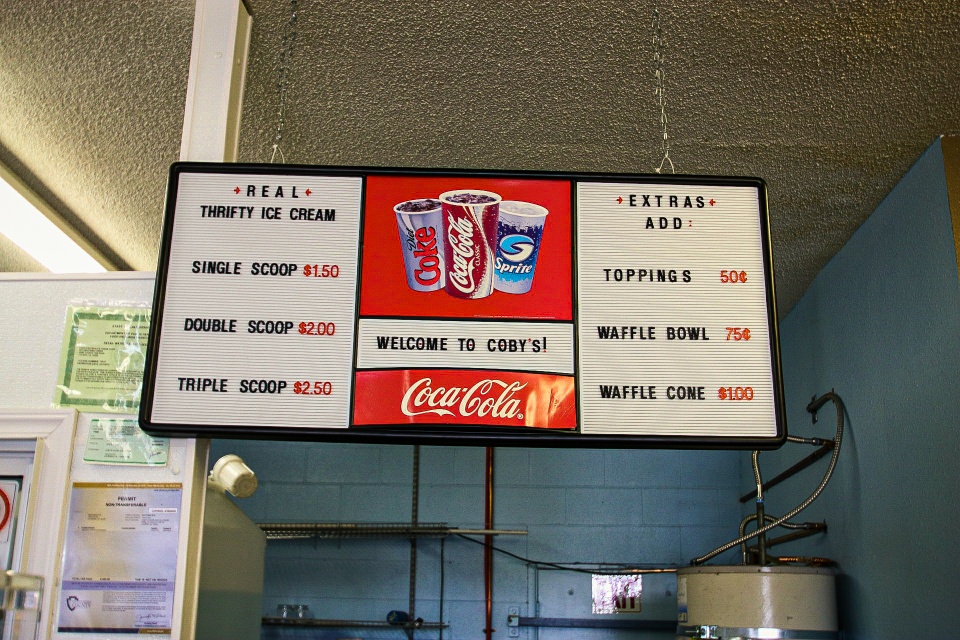 REAL
THRIFTY ICE CREAM
SINGLE SCOOP $1.50
DOUBLE SCOOP $2.00
TRIPLE SCOOP $2.50
Diet Coke
Coca-Cola
CLASSIC
Sprite
WELCOME TO COBY'S!
Coca-Cola®
EXTRAS
ADD:
TOPPINGS 50¢
WAFFLE BOWL 75¢
WAFFLE CONE $1.00
PERMIT
NON-TRANSFERABLE